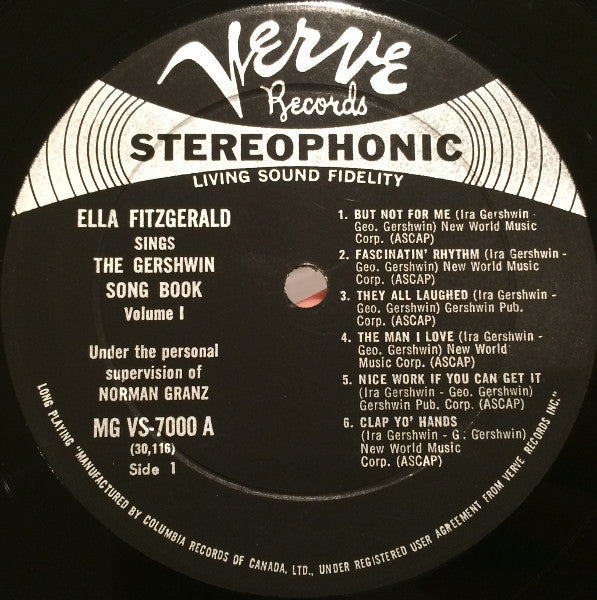 Verve
Records
STEREOPHONIC
LIVING SOUND FIDELITY
ELLA FITZGERALD
SINGS
THE GERSHWIN
SONG BOOK
Volume I
Under the personal
supervision of
NORMAN GRANZ
MG VS-7000 A
(30,116)
Side 1
1. BUT NOT FOR ME (Ira Gershwin -
Geo. Gershwin) New World Music
Corp. (ASCAP)
2. FASCINATIN' RHYTHM (Ira Gershwin -
Geo. Gershwin) New World Music
Corp. (ASCAP)
3. THEY ALL LAUGHED (Ira Gershwin -
Geo. Gershwin) Gershwin Pub.
Corp. (ASCAP)
4. THE MAN I LOVE (Ira Gershwin -
Geo. Gershwin) New World
Music Corp. (ASCAP)
5. NICE WORK IF YOU CAN GET IT
(Ira Gershwin - Geo. Gershwin)
Gershwin Pub. Corp. (ASCAP)
6. CLAP YO' HANDS
(Ira Gershwin - G. Gershwin)
New World Music
Corp. (ASCAP)
LONG PLAYING "MANUFACTURED BY COLUMBIA RECORDS OF CANADA, LTD., UNDER REGISTERED USER AGREEMENT FROM VERVE RECORDS INC."